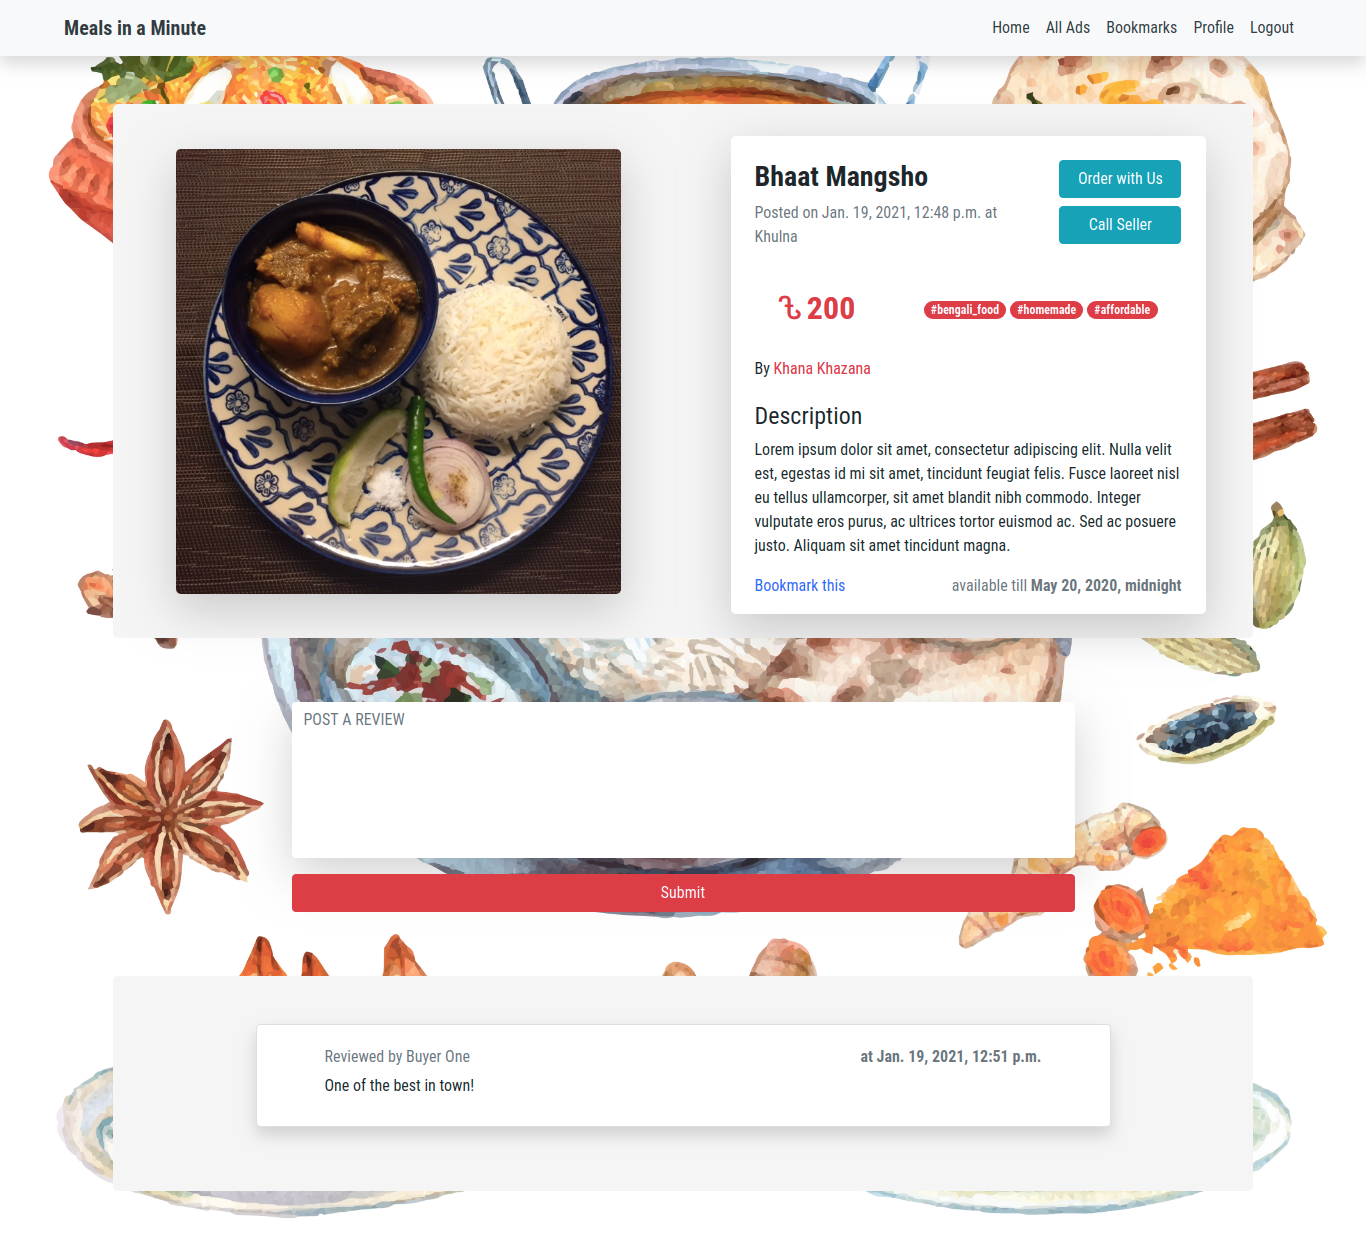 Meals in a Minute
Home All Ads Bookmarks Profile Logout
Bhaat Mangsho
Order with Us
Posted on Jan. 19, 2021, 12:48 p.m. at
Khulna
Call Seller
৳ 200
#bengali_food #homemade #affordable
By Khana Khazana
Description
Lorem ipsum dolor sit amet, consectetur adipiscing elit. Nulla velit
est, egestas id mi sit amet, tincidunt feugiat felis. Fusce laoreet nisl
eu tellus ullamcorper, sit amet blandit nibh commodo. Integer
vulputate eros purus, ac ultrices tortor euismod ac. Sed ac posuere
justo. Aliquam sit amet tincidunt magna.
Bookmark this
available till May 20, 2020, midnight
POST A REVIEW
Submit
Reviewed by Buyer One
at Jan. 19, 2021, 12:51 p.m.
One of the best in town!